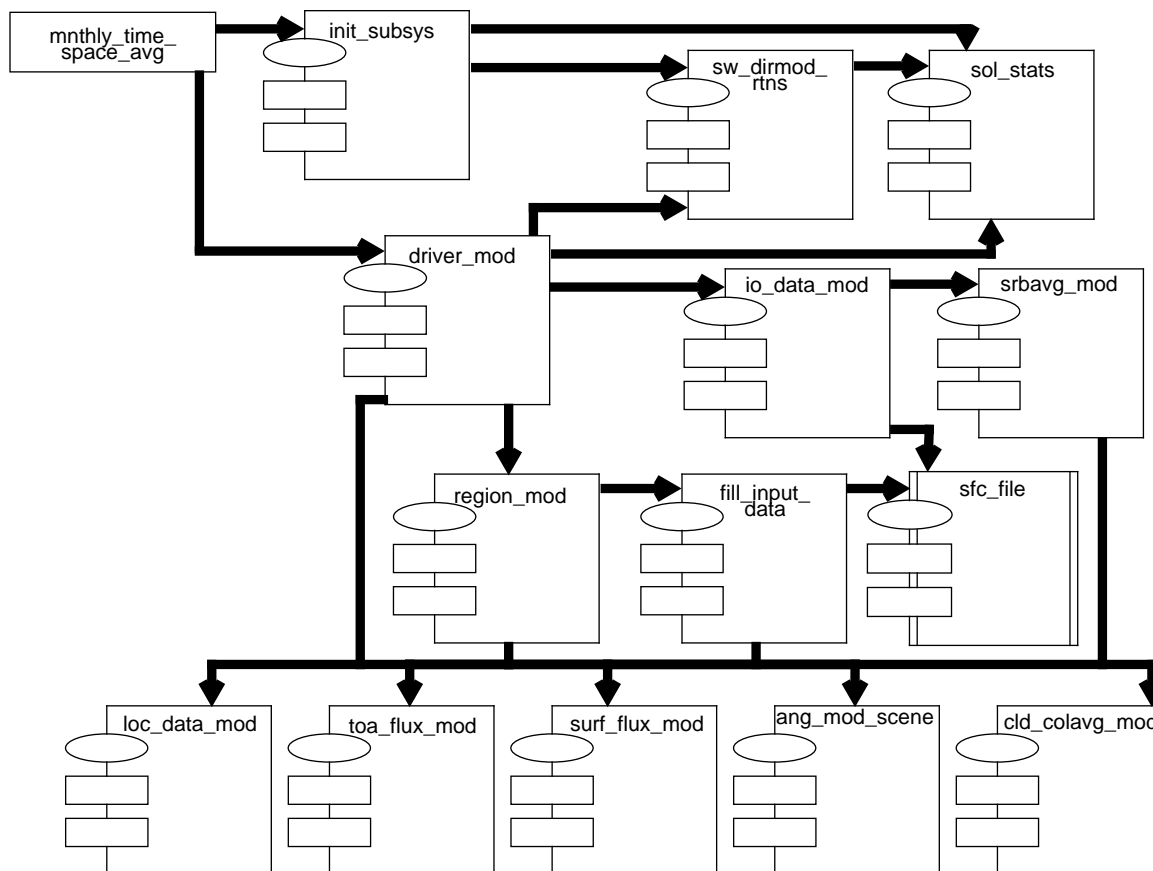 mnthly_time_
space_avg
init_subsys
sw_dirmod_
rtns
sol_stats
driver_mod
io_data_mod
srbavg_mod
region_mod
fill_input_
data
sfc_file
loc_data_mod
toa_flux_mod
surf_flux_mod
ang_mod_scene
cld_colavg_mod